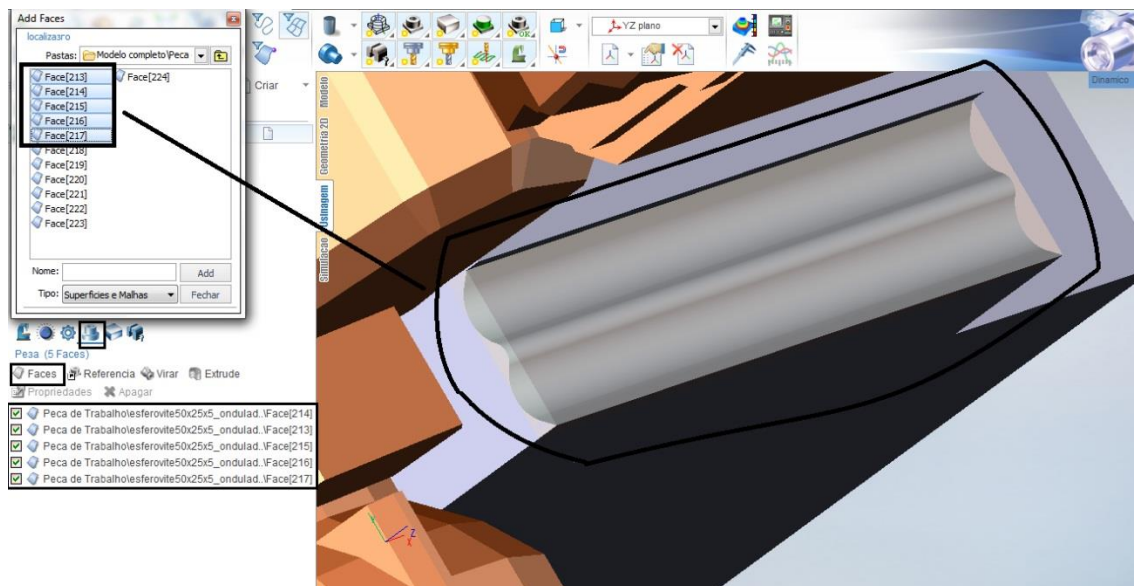 Add Faces
localizaзго
Pastas: Modelo completo\Peca
Face[213] Face[224]
Face[214]
Face[215]
Face[216]
Face[217]
Face[218]
Face[219]
Face[220]
Face[221]
Face[222]
Face[223]
Nome: Add
Tipo: Superficies e Malhas Fechar
Criar
YZ plano
OK
Dinamico
Modelo
Geometria 2D
Usinagem
Simulacao
Peзa (5 Faces)
Faces Referencia Virar Extrude
Propriedades Apagar
Peca de Trabalho\esferovite50x25x5_ondulad..\Face[214]
Peca de Trabalho\esferovite50x25x5_ondulad..\Face[213]
Peca de Trabalho\esferovite50x25x5_ondulad..\Face[215]
Peca de Trabalho\esferovite50x25x5_ondulad..\Face[216]
Peca de Trabalho\esferovite50x25x5_ondulad..\Face[217]
Y
Z
X